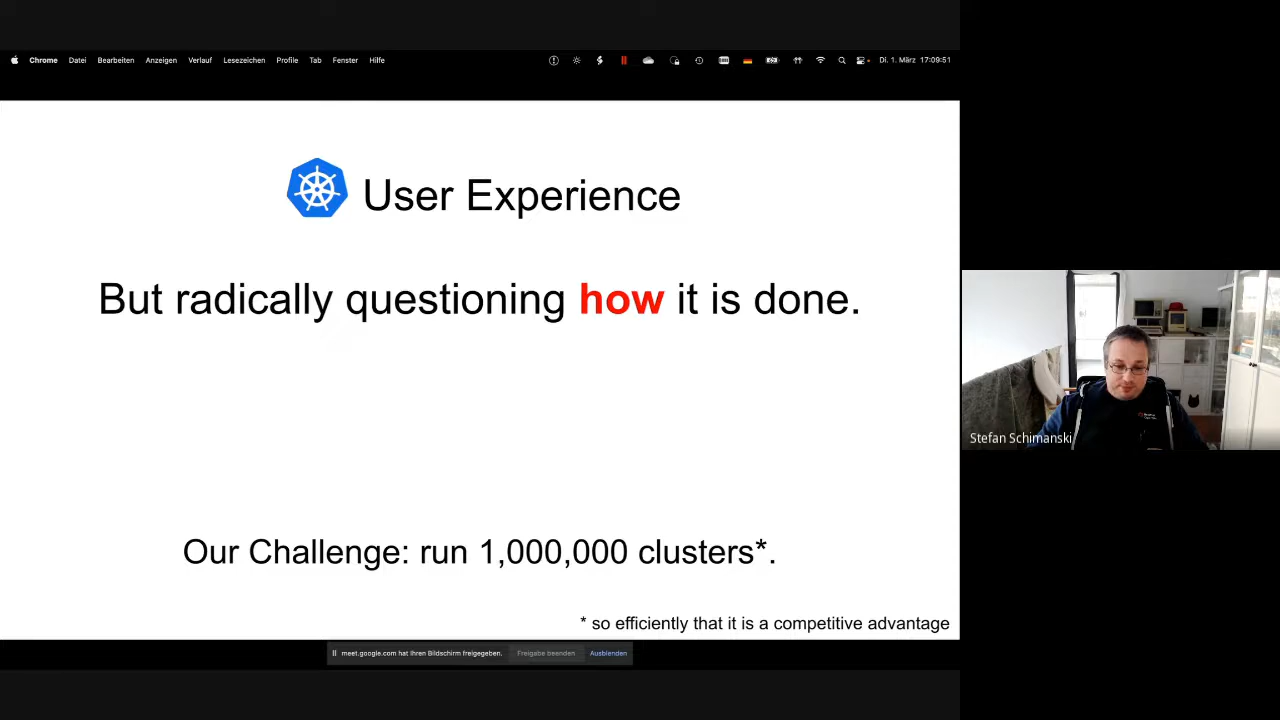 Chrome Datei Bearbeiten Anzeigen Verlauf Lesezeichen Profile Tab Fenster Hilfe Di. 1. März 17:09:51
User Experience
But radically questioning how it is done.
Our Challenge: run 1,000,000 clusters*.
* so efficiently that it is a competitive advantage
meet.google.com hat Ihren Bildschirm freigegeben. Freigabe beenden Ausblenden
Stefan Schimanski